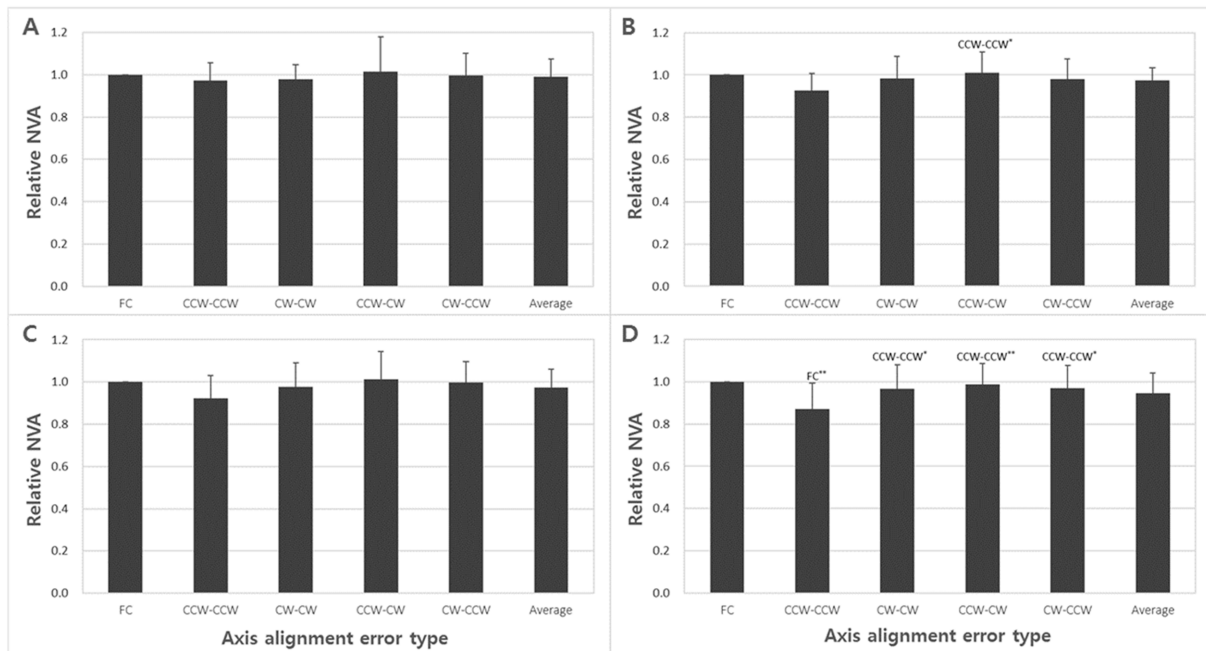 A
Relative NVA
1.2
1.0
0.8
0.6
0.4
0.2
0.0
FC CCW-CCW CW-CW CCW-CW CW-CCW Average
B
Relative NVA
1.2
1.0
0.8
0.6
0.4
0.2
0.0
CCW-CCW*
FC CCW-CCW CW-CW CCW-CW CW-CCW Average
C
Relative NVA
1.2
1.0
0.8
0.6
0.4
0.2
0.0
FC CCW-CCW CW-CW CCW-CW CW-CCW Average
Axis alignment error type
D
Relative NVA
1.2
1.0
0.8
0.6
0.4
0.2
0.0
FC** CCW-CCW* CCW-CCW** CCW-CCW*
FC CCW-CCW CW-CW CCW-CW CW-CCW Average
Axis alignment error type